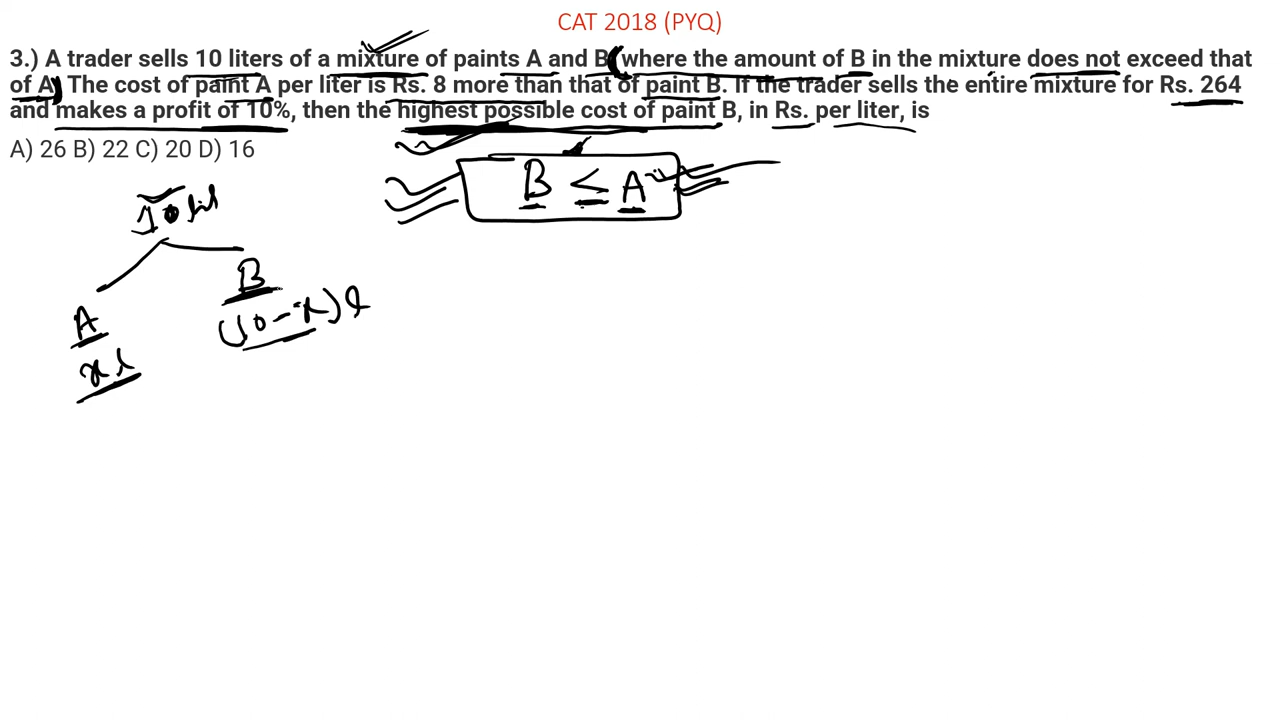 CAT 2018 (PYQ)
3.) A trader sells 10 liters of a mixture of paints A and B(where the amount of B in the mixture does not exceed that
of A) The cost of paint A per liter is Rs. 8 more than that of paint B. If the trader sells the entire mixture for Rs. 264
and makes a profit of 10%, then the highest possible cost of paint B, in Rs. per liter, is
A) 26 B) 22 C) 20 D) 16
B ≤ A
10 lit
B
(10-x) l
A
x l